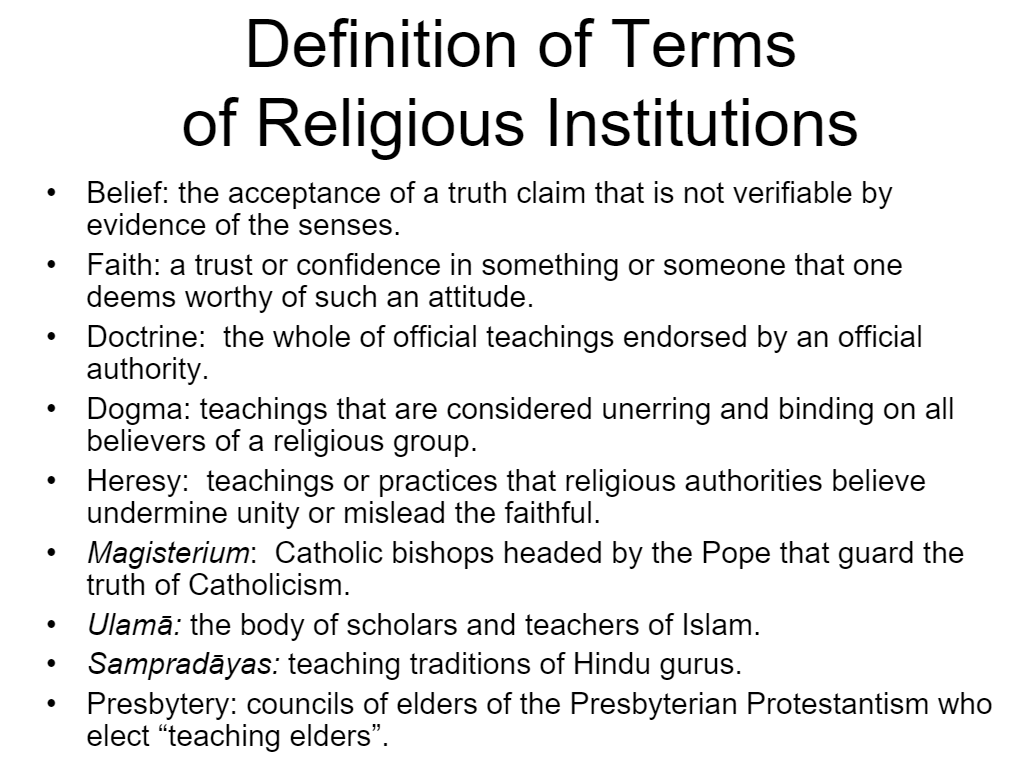 Definition of Terms
of Religious Institutions
• Belief: the acceptance of a truth claim that is not verifiable by
evidence of the senses.
• Faith: a trust or confidence in something or someone that one
deems worthy of such an attitude.
• Doctrine:  the whole of official teachings endorsed by an official
authority.
• Dogma: teachings that are considered unerring and binding on all
believers of a religious group.
• Heresy:  teachings or practices that religious authorities believe
undermine unity or mislead the faithful.
• Magisterium:  Catholic bishops headed by the Pope that guard the
truth of Catholicism.
• Ulamā: the body of scholars and teachers of Islam.
• Sampradāyas: teaching traditions of Hindu gurus.
• Presbytery: councils of elders of the Presbyterian Protestantism who
elect “teaching elders”.